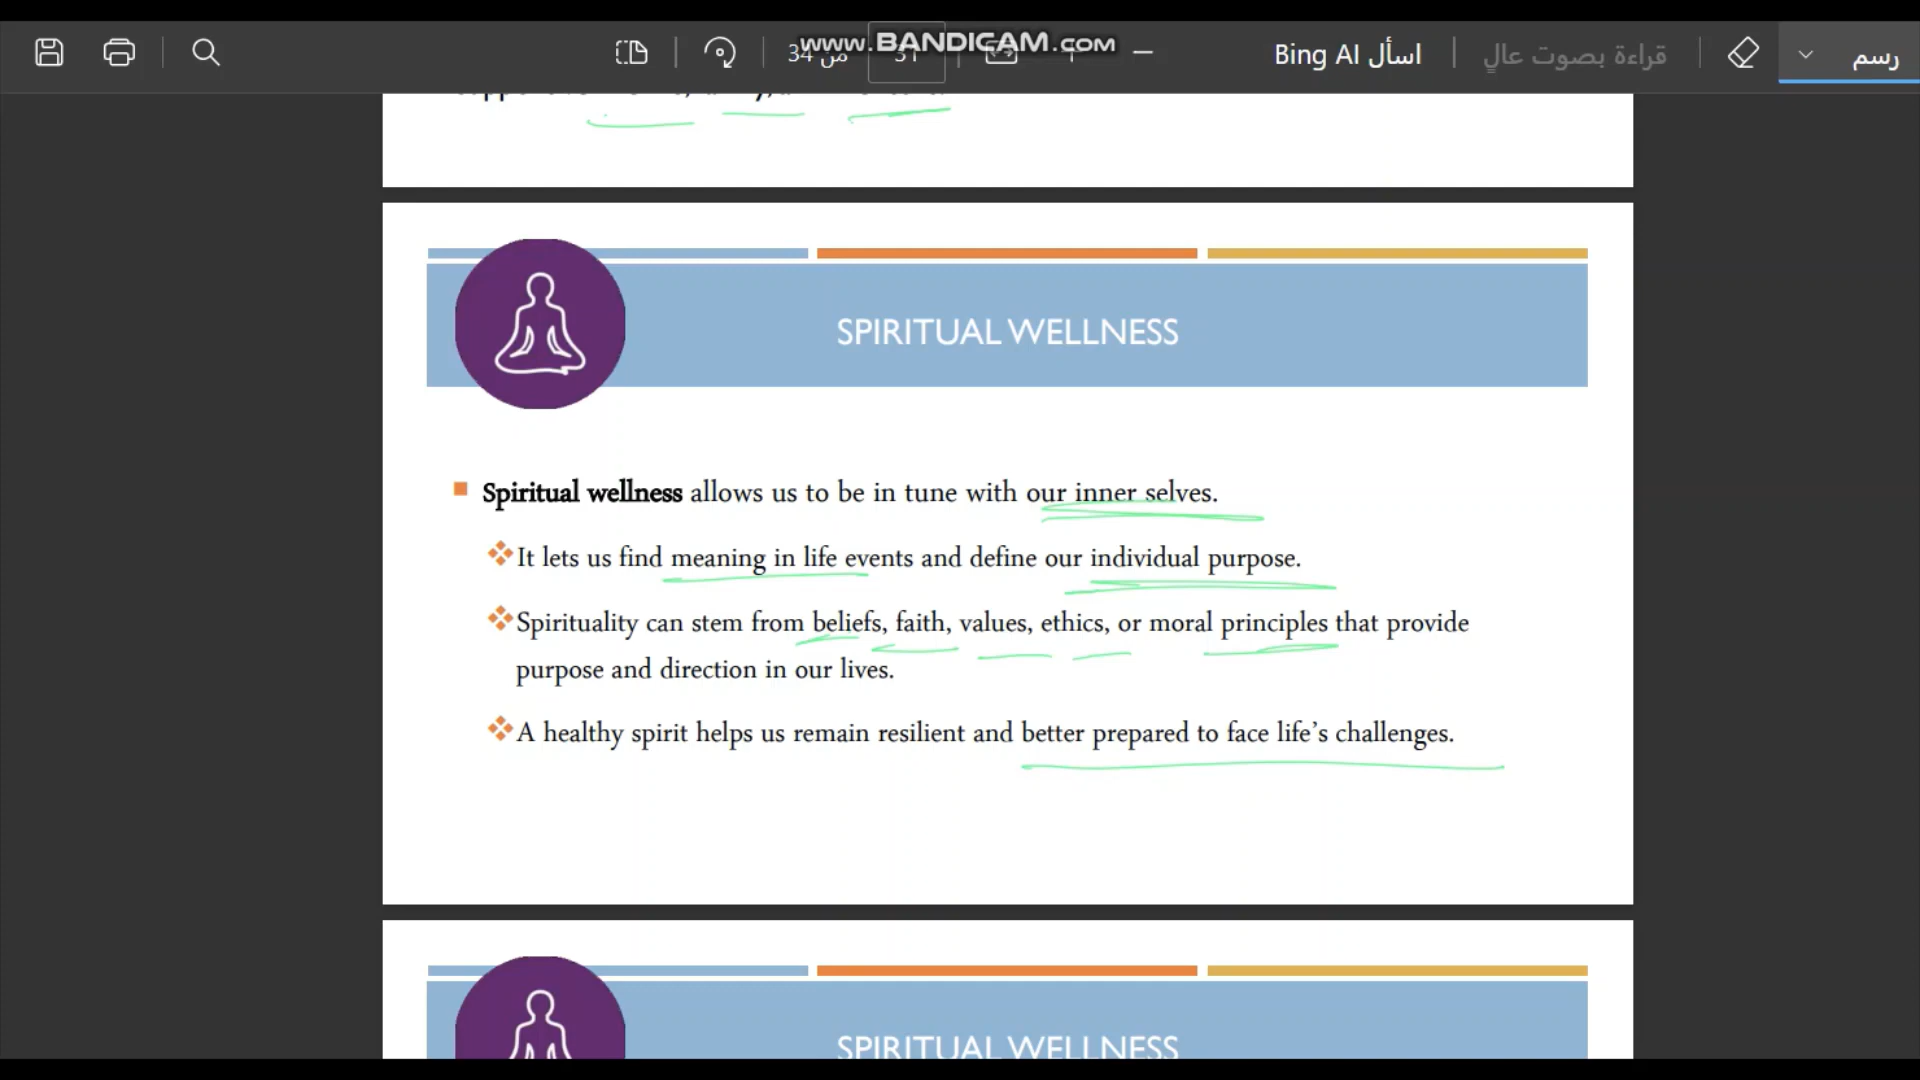 www.BANDICAM.com
34 من
31
اسأل Bing AI
قراءة بصوت عالٍ
رسم
SPIRITUAL WELLNESS
Spiritual wellness allows us to be in tune with our inner selves.
It lets us find meaning in life events and define our individual purpose.
Spirituality can stem from beliefs, faith, values, ethics, or moral principles that provide
purpose and direction in our lives.
A healthy spirit helps us remain resilient and better prepared to face life’s challenges.
SPIRITUAL WELLNESS